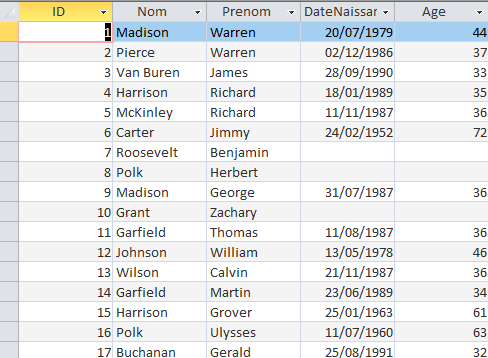 ID Nom Prenom DateNaissar Age
1 Madison Warren 20/07/1979 44
2 Pierce Warren 02/12/1986 37
3 Van Buren James 28/09/1990 33
4 Harrison Richard 18/01/1989 35
5 McKinley Richard 11/11/1987 36
6 Carter Jimmy 24/02/1952 72
7 Roosevelt Benjamin
8 Polk Herbert
9 Madison George 31/07/1987 36
10 Grant Zachary
11 Garfield Thomas 11/08/1987 36
12 Johnson William 13/05/1978 46
13 Wilson Calvin 21/11/1987 36
14 Garfield Martin 23/06/1989 34
15 Harrison Grover 25/01/1963 61
16 Polk Ulysses 11/07/1960 63
17 Buchanan Gerald 25/08/1991 32